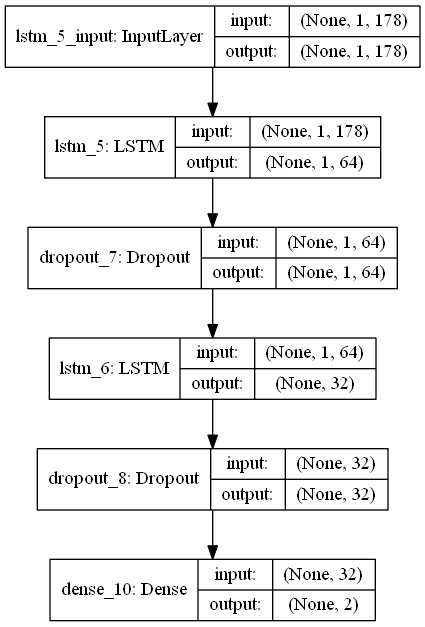 lstm_5_input: InputLayer
input: (None, 1, 178)
output: (None, 1, 178)
lstm_5: LSTM
input: (None, 1, 178)
output: (None, 1, 64)
dropout_7: Dropout
input: (None, 1, 64)
output: (None, 1, 64)
lstm_6: LSTM
input: (None, 1, 64)
output: (None, 32)
dropout_8: Dropout
input: (None, 32)
output: (None, 32)
dense_10: Dense
input: (None, 32)
output: (None, 2)